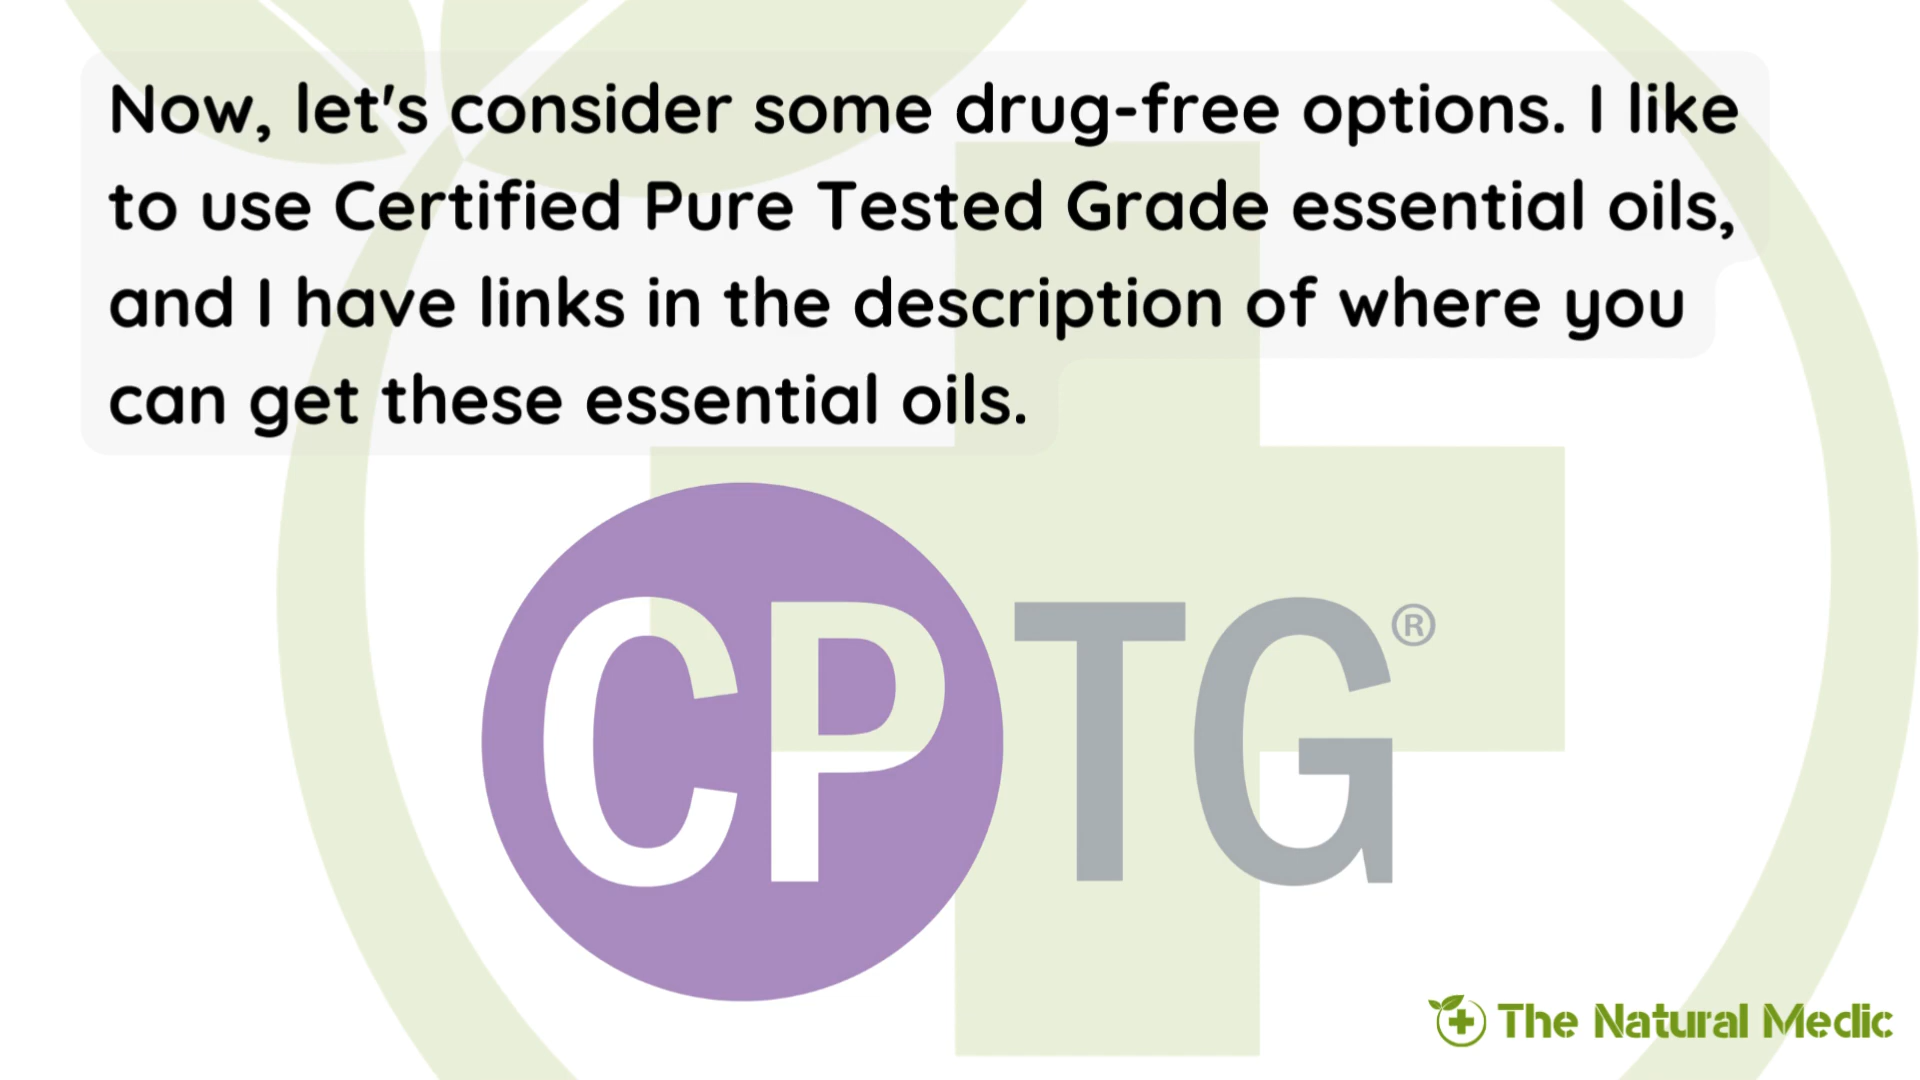 Now, let's consider some drug-free options. I like
to use Certified Pure Tested Grade essential oils,
and I have links in the description of where you
can get these essential oils.
CPTG®
The Natural Medic